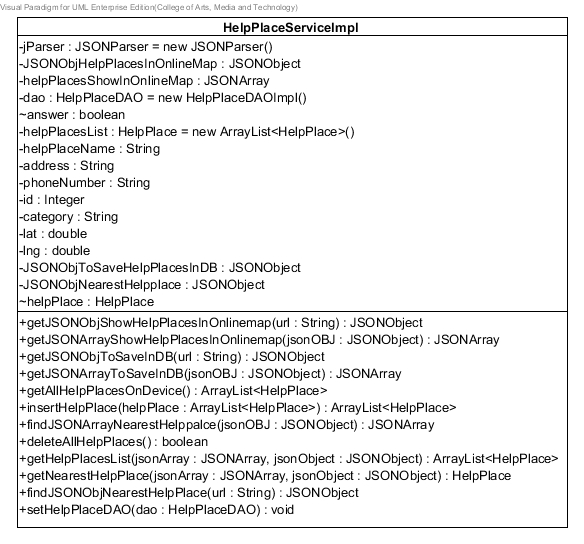 Visual Paradigm for UML Enterprise Edition(College of Arts, Media and Technology)
HelpPlaceServiceImpl
-jParser : JSONParser = new JSONParser()
-JSONObjHelpPlacesInOnlineMap : JSONObject
-helpPlacesShowInOnlineMap : JSONArray
-dao : HelpPlaceDAO = new HelpPlaceDAOImpl()
~answer : boolean
-helpPlacesList : HelpPlace = new ArrayList<HelpPlace>()
-helpPlaceName : String
-address : String
-phoneNumber : String
-id : Integer
-category : String
-lat : double
-lng : double
-JSONObjToSaveHelpPlacesInDB : JSONObject
-JSONObjNearestHelpplace : JSONObject
~helpPlace : HelpPlace
+getJSONObjShowHelpPlacesInOnlinemap(url : String) : JSONObject
+getJSONArrayShowHelpPlacesInOnlinemap(jsonOBJ : JSONObject) : JSONArray
+getJSONObjToSaveInDB(url : String) : JSONObject
+getJSONArrayToSaveInDB(jsonOBJ : JSONObject) : JSONArray
+getAllHelpPlacesOnDevice() : ArrayList<HelpPlace>
+insertHelpPlace(helpPlace : ArrayList<HelpPlace>) : ArrayList<HelpPlace>
+findJSONArrayNearestHelppalce(jsonOBJ : JSONObject) : JSONArray
+deleteAllHelpPlaces() : boolean
+getHelpPlacesList(jsonArray : JSONArray, jsonObject : JSONObject) : ArrayList<HelpPlace>
+getNearestHelpPlace(jsonArray : JSONArray, jsonObject : JSONObject) : HelpPlace
+findJSONObjNearestHelpPlace(url : String) : JSONObject
+setHelpPlaceDAO(dao : HelpPlaceDAO) : void